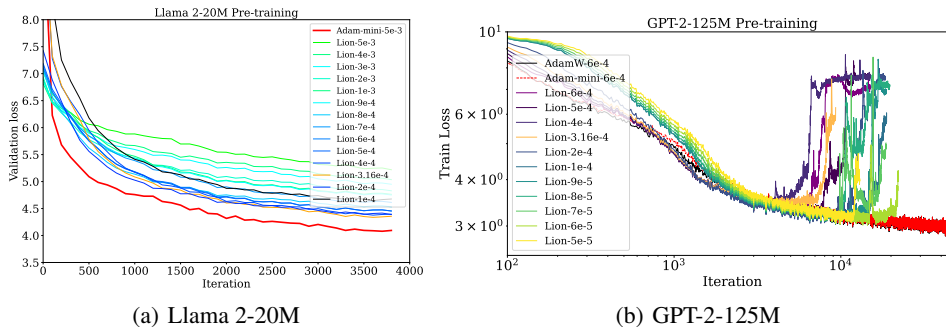 Llama 2-20M Pre-training
8.0
7.5
7.0
6.5
6.0
5.5
5.0
4.5
4.0
3.5
Validation loss
0
500
1000
1500
2000
2500
3000
3500
4000
Iteration
Adam-mini-5e-3
Lion-5e-3
Lion-4e-3
Lion-3e-3
Lion-2e-3
Lion-1e-3
Lion-9e-4
Lion-8e-4
Lion-7e-4
Lion-6e-4
Lion-5e-4
Lion-4e-4
Lion-3.16e-4
Lion-2e-4
Lion-1e-4
(a) Llama 2-20M
GPT-2-125M Pre-training
10¹
6 × 10⁰
4 × 10⁰
3 × 10⁰
Train Loss
10²
10³
10⁴
Iteration
AdamW-6e-4
Adam-mini-6e-4
Lion-6e-4
Lion-5e-4
Lion-4e-4
Lion-3.16e-4
Lion-2e-4
Lion-1e-4
Lion-9e-5
Lion-8e-5
Lion-7e-5
Lion-6e-5
Lion-5e-5
(b) GPT-2-125M